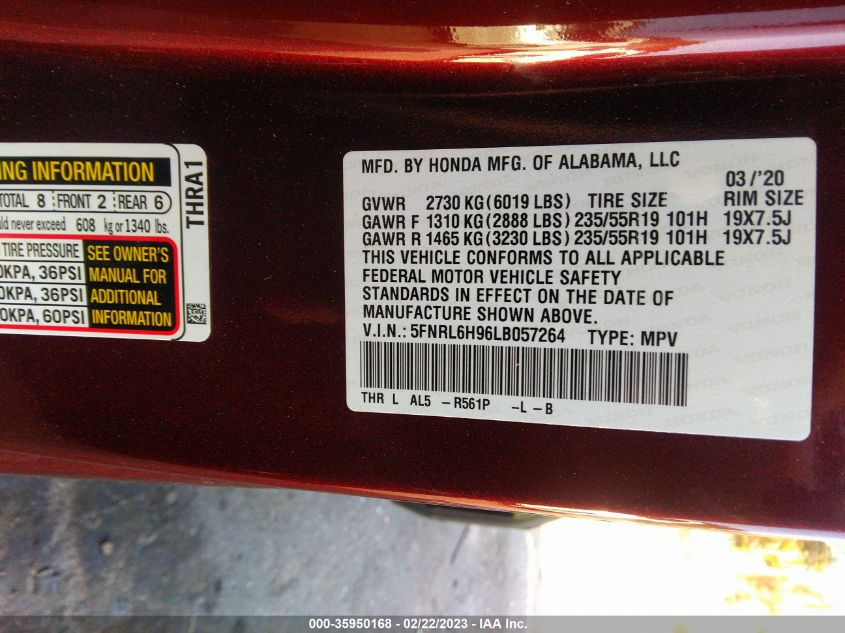 ING INFORMATION
TOTAL 8 FRONT 2 REAR 6
uld never exceed 608 kg or 1340 lbs.
TIRE PRESSURE
0KPA, 36PSI
0KPA, 36PSI
0KPA, 60PSI
SEE OWNER'S
MANUAL FOR
ADDITIONAL
INFORMATION
THRA1
MFD. BY HONDA MFG. OF ALABAMA, LLC
03/'20
GVWR 2730 KG(6019 LBS) TIRE SIZE RIM SIZE
GAWR F 1310 KG(2888 LBS) 235/55R19 101H 19X7.5J
GAWR R 1465 KG(3230 LBS) 235/55R19 101H 19X7.5J
THIS VEHICLE CONFORMS TO ALL APPLICABLE
FEDERAL MOTOR VEHICLE SAFETY
STANDARDS IN EFFECT ON THE DATE OF
MANUFACTURE SHOWN ABOVE.
V.I.N.: 5FNRL6H96LB057264 TYPE: MPV
THR L AL5 -R561P -L-B
000-35950168 - 02/22/2023 - IAA Inc.